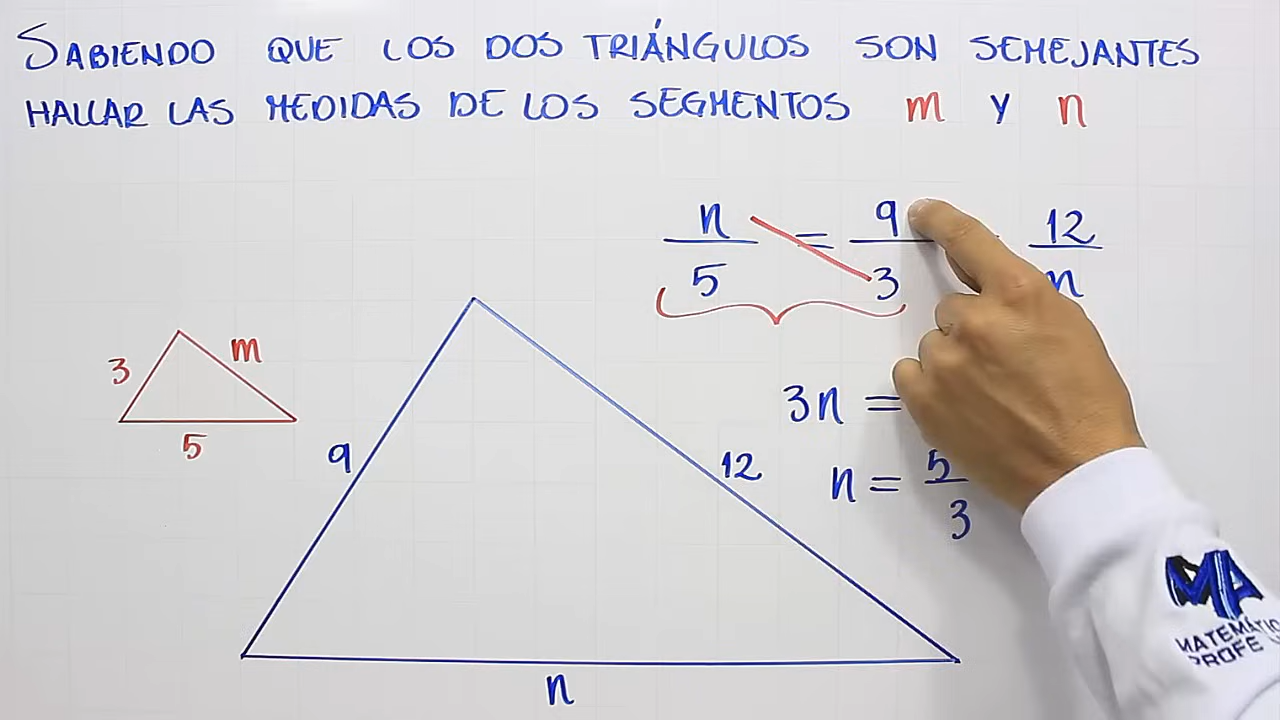 SABIENDO QUE LOS DOS TRIÁNGULOS SON SEMEJANTES
HALLAR LAS MEDIDAS DE LOS SEGMENTOS m y n
n = 9 12
5 3
3n =
n = 5
3
3 m
5
9
12
n
MA